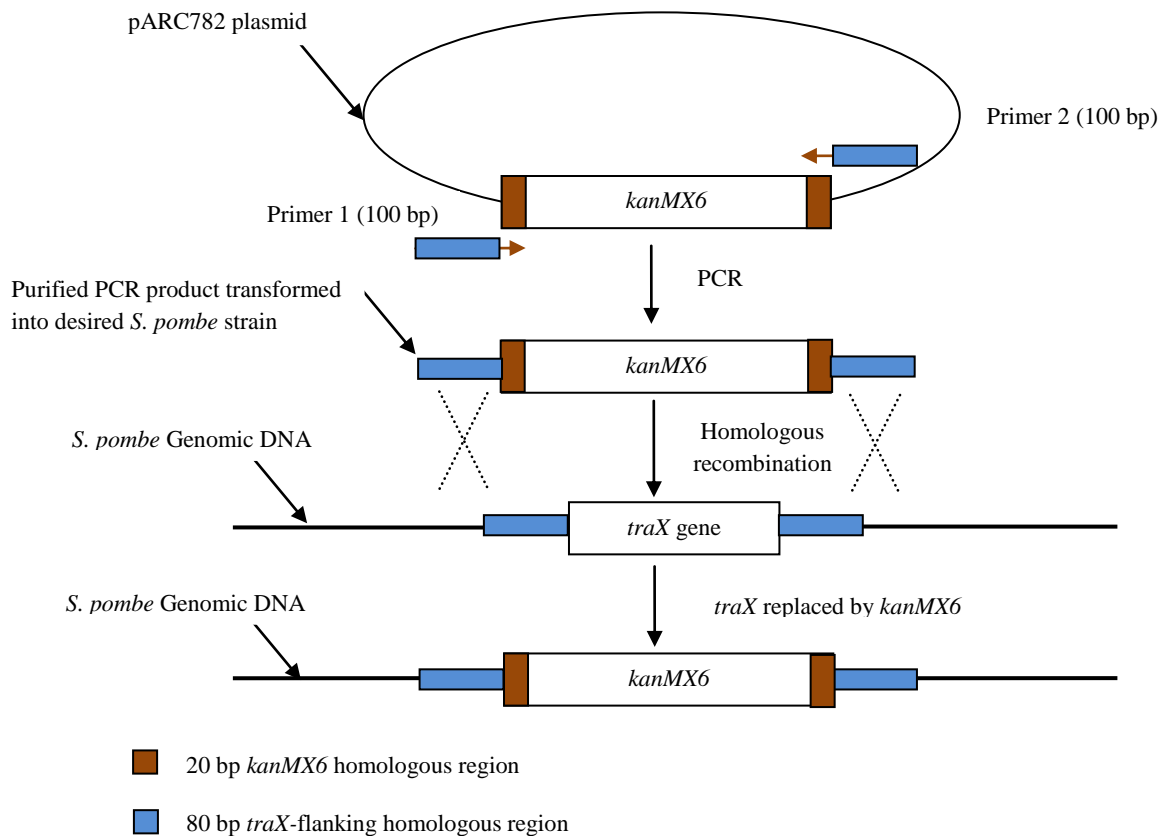 pARC782 plasmid
Primer 2 (100 bp)
kanMX6
Primer 1 (100 bp)
PCR
Purified PCR product transformed
into desired S. pombe strain
kanMX6
S. pombe Genomic DNA
Homologous
recombination
traX gene
S. pombe Genomic DNA
traX replaced by kanMX6
kanMX6
20 bp kanMX6 homologous region
80 bp traX-flanking homologous region